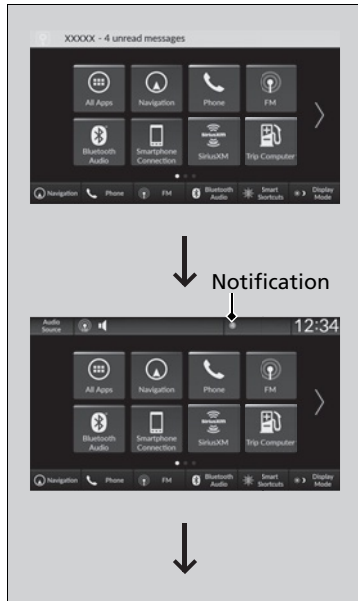 XXXXX - 4 unread messages
All Apps
Navigation
Phone
FM
Bluetooth
Audio
Smartphone
Connection
SiriusXM
SiriusXM
Trip Computer
Navigation
Phone
FM
Bluetooth
Audio
Smart
Shortcuts
Display
Mode
Notification
Audio
Source
12:34
All Apps
Navigation
Phone
FM
Bluetooth
Audio
Smartphone
Connection
SiriusXM
SiriusXM
Trip Computer
Navigation
Phone
FM
Bluetooth
Audio
Smart
Shortcuts
Display
Mode